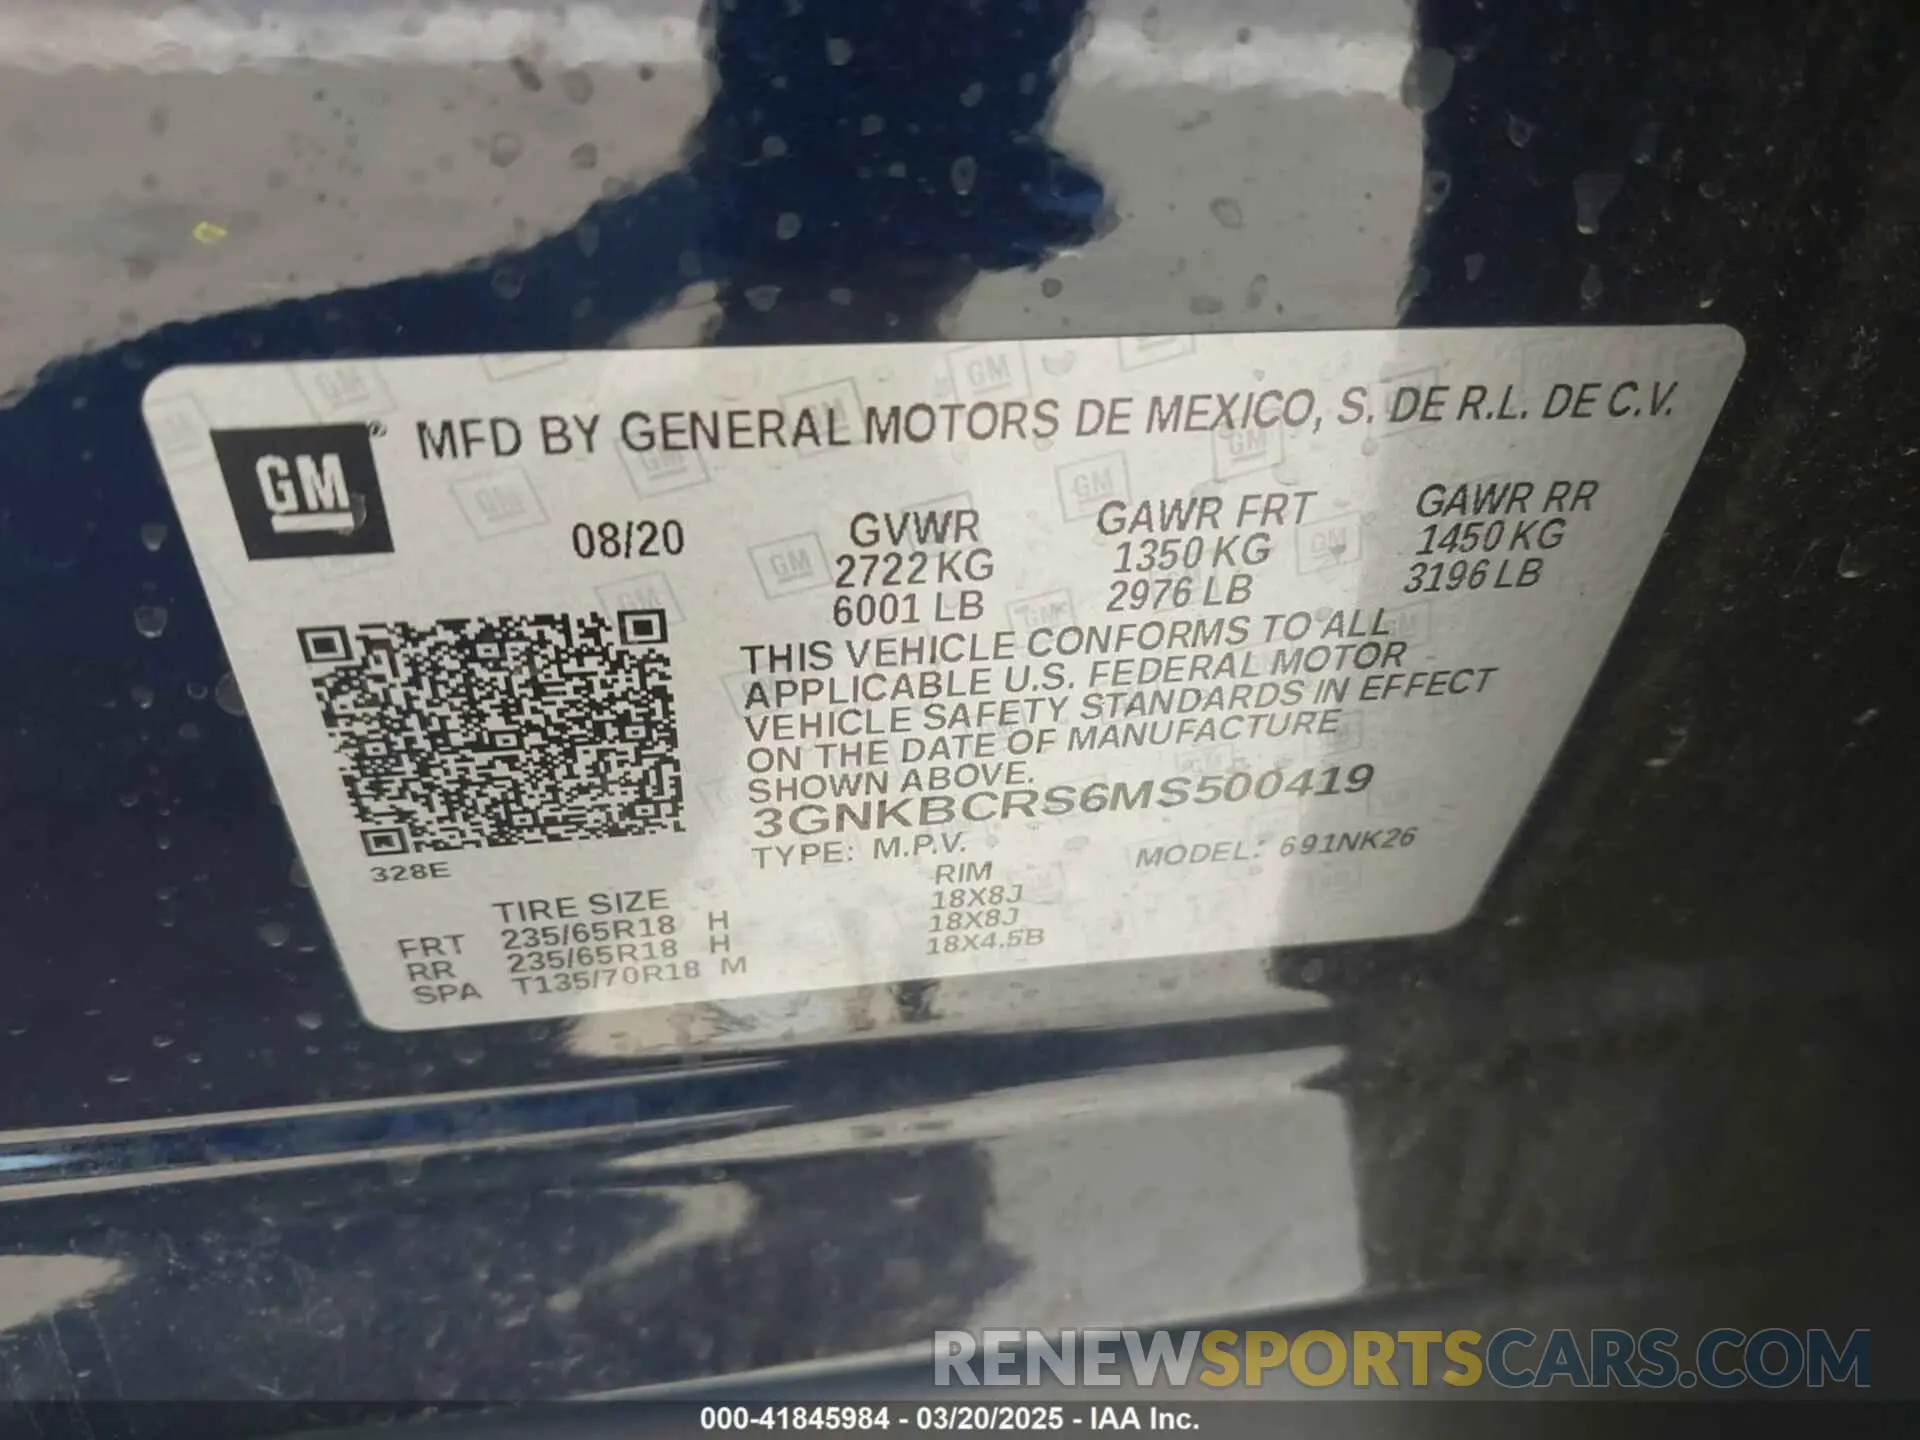 GM
MFD BY GENERAL MOTORS DE MEXICO, S. DE R.L. DE C.V.
08/20
GVWR
2722 KG
6001 LB
GAWR FRT
1350 KG
2976 LB
GAWR RR
1450 KG
3196 LB
THIS VEHICLE CONFORMS TO ALL
APPLICABLE U.S. FEDERAL MOTOR
VEHICLE SAFETY STANDARDS IN EFFECT
ON THE DATE OF MANUFACTURE
SHOWN ABOVE.
3GNKBCRS6MS500419
TYPE: M.P.V.
MODEL: 691NK26
328E
TIRE SIZE RIM
FRT 235/65R18 H 18X8J
RR 235/65R18 H 18X8J
SPA T135/70R18 M 18X4.5B
RENEWSPORTSCARS.COM
000-41845984 - 03/20/2025 - IAA Inc.